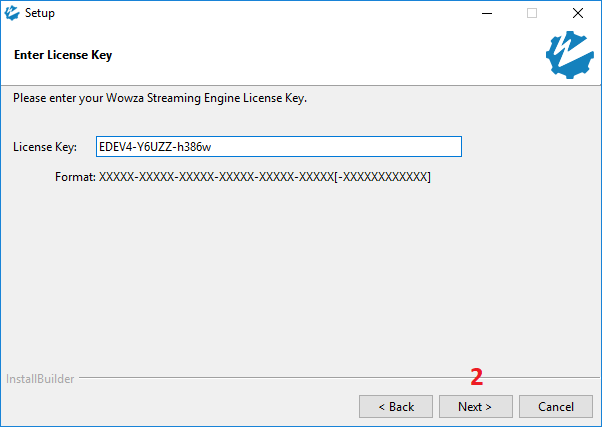 Setup
Enter License Key
Please enter your Wowza Streaming Engine License Key.
License Key: EDEV4-Y6UZZ-h386w
Format: XXXXX-XXXXX-XXXXX-XXXXX-XXXXX-XXXXX[-XXXXXXXXXXXX]
InstallBuilder
2
< Back Next > Cancel